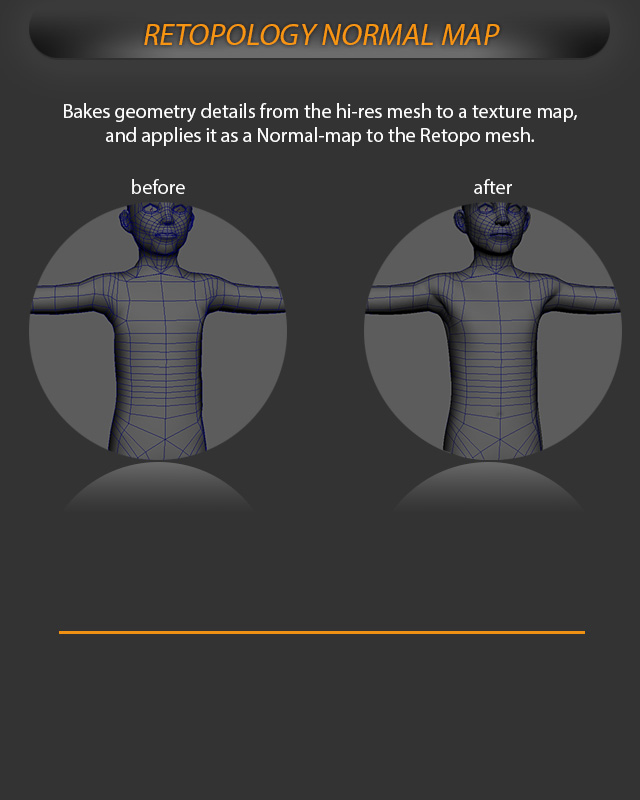 RETOPOLOGY NORMAL MAP
Bakes geometry details from the hi-res mesh to a texture map,
and applies it as a Normal-map to the Retopo mesh.
before
after